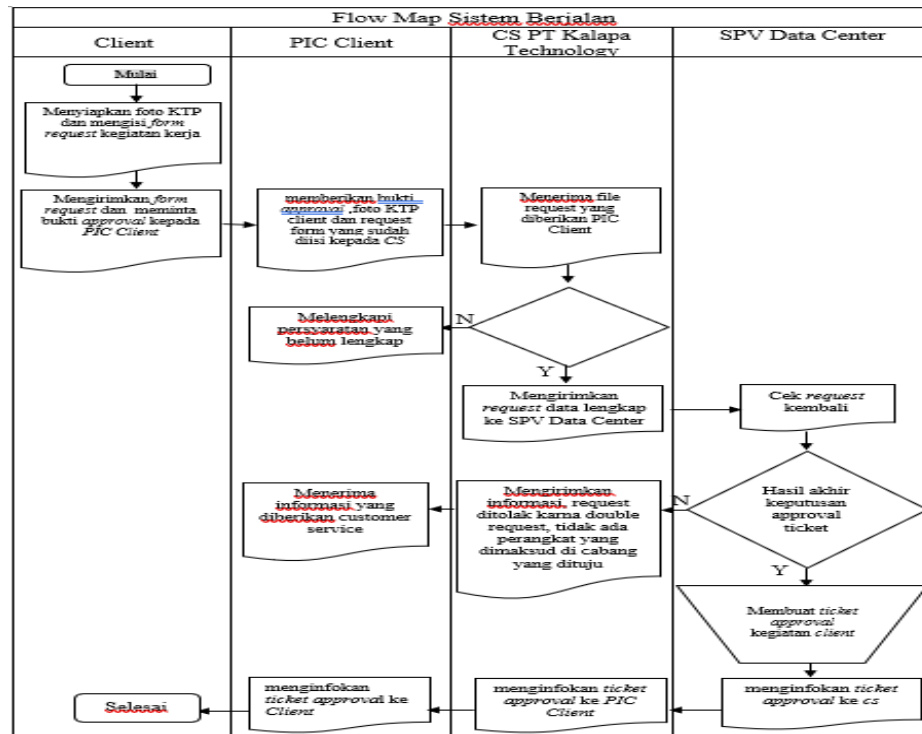 Flow Map Sistem Berjalan
Client
PIC Client
CS PT Kalapa
Technology
SPV Data Center
Mulai
Menyiapkan foto KTP
dan mengisi form
request kegiatan kerja
Mengirimkan form
request dan meminta
bukti approval kepada
PIC Client
memberikan bukti
approval ,foto KTP
client dan request
form yang sudah
diisi kepada CS
Menerima file
request yang
diberikan PIC
Client
N
Melengkapi
persyaratan yang
belum lengkap
Y
Mengirimkan
request data lengkap
ke SPV Data Center
Cek request
kembali
Hasil akhir
keputusan
approval
ticket
N
Mengirimkan
informasi, request
ditolak karna double
request, tidak ada
perangkat yang
dimaksud di cabang
yang dituju
Menerima
informasi yang
diberikan customer
service
Y
Membuat ticket
approval
kegiatan client
menginfokan ticket
approval ke cs
menginfokan ticket
approval ke PIC
Client
menginfokan
ticket approval ke
Client
Selesai